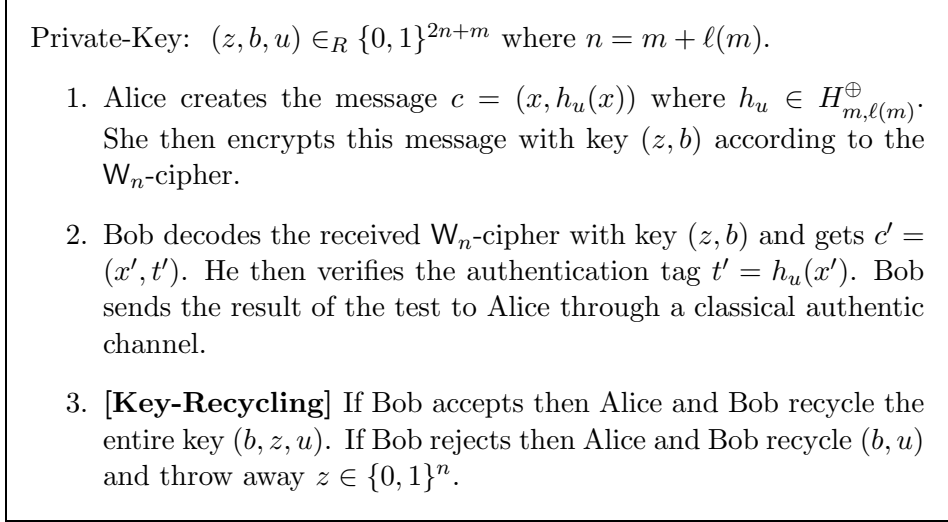 Private-Key: (z, b, u) ∈_R {0, 1}^{2n+m} where n = m + ℓ(m).
1. Alice creates the message c = (x, h_u(x)) where h_u ∈ H^⊕_{m,ℓ(m)}.
She then encrypts this message with key (z, b) according to the
W_n-cipher.
2. Bob decodes the received W_n-cipher with key (z, b) and gets c′ =
(x′, t′). He then verifies the authentication tag t′ = h_u(x′). Bob
sends the result of the test to Alice through a classical authentic
channel.
3. [Key-Recycling] If Bob accepts then Alice and Bob recycle the
entire key (b, z, u). If Bob rejects then Alice and Bob recycle (b, u)
and throw away z ∈ {0, 1}^n.